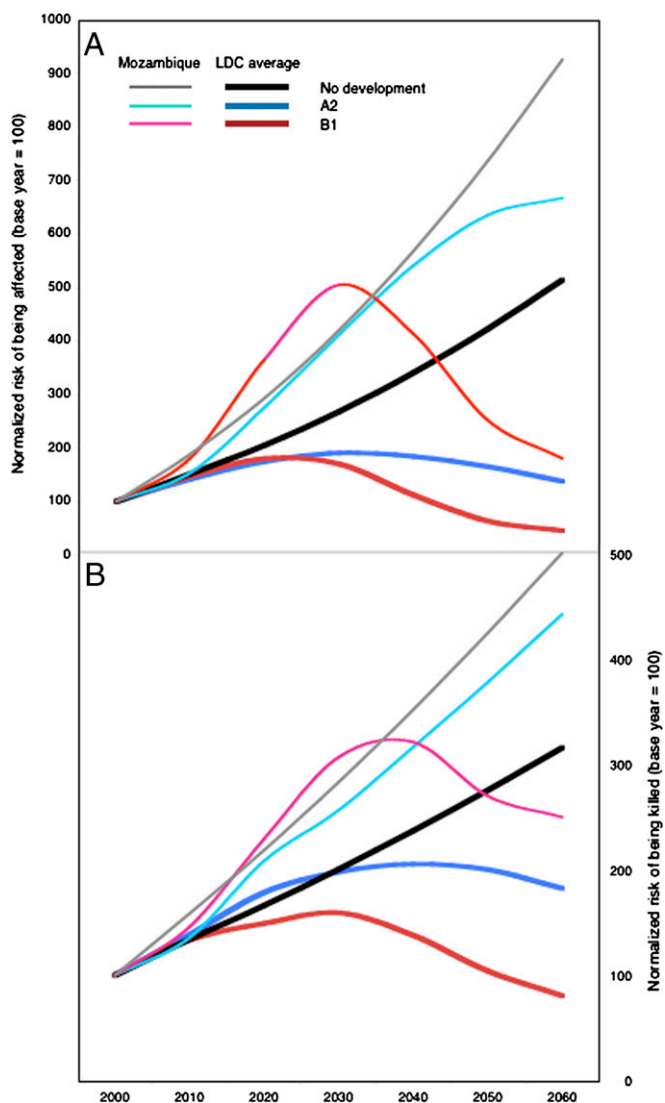 1000
A
Mozambique LDC average
900
No development
A2
B1
800
700
600
500
400
300
200
100
0
Normalized risk of being affected (base year = 100)
B
500
400
300
200
100
0
Normalized risk of being killed (base year = 100)
2000 2010 2020 2030 2040 2050 2060